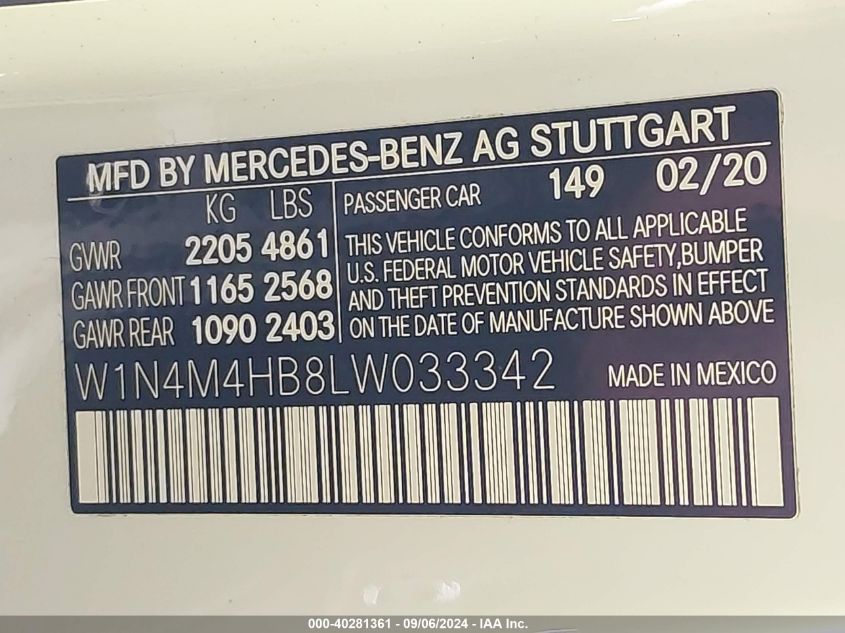 MFD BY MERCEDES-BENZ AG STUTTGART
KG LBS
GVWR 2205 4861
GAWR FRONT 1165 2568
GAWR REAR 1090 2403
PASSENGER CAR 149 02/20
THIS VEHICLE CONFORMS TO ALL APPLICABLE
U.S. FEDERAL MOTOR VEHICLE SAFETY,BUMPER
AND THEFT PREVENTION STANDARDS IN EFFECT
ON THE DATE OF MANUFACTURE SHOWN ABOVE
W1N4M4HB8LW033342 MADE IN MEXICO
000-40281361 - 09/06/2024 - IAA Inc.